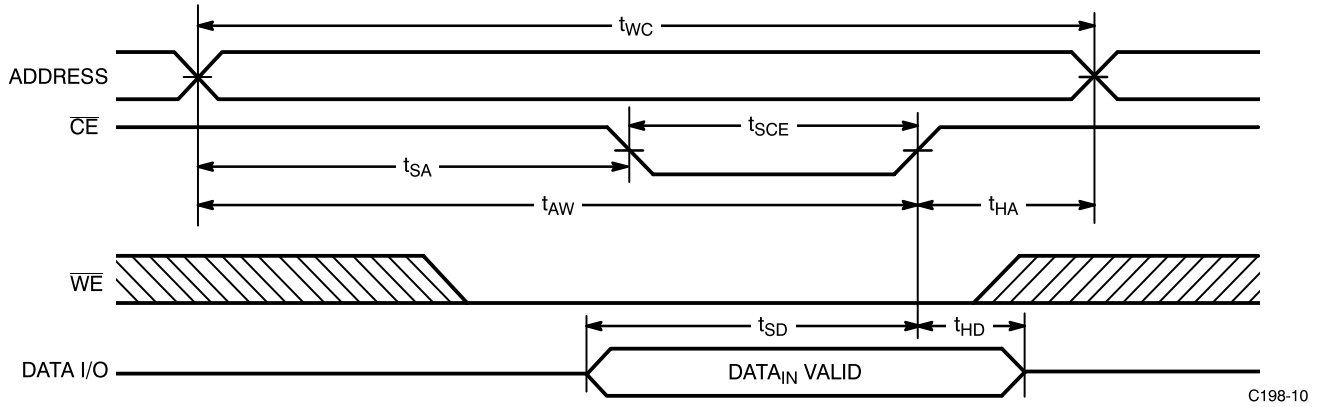 tWC
ADDRESS
CE
tSCE
tSA
tAW
tHA
WE
tSD
tHD
DATA I/O
DATAIN VALID
C198-10